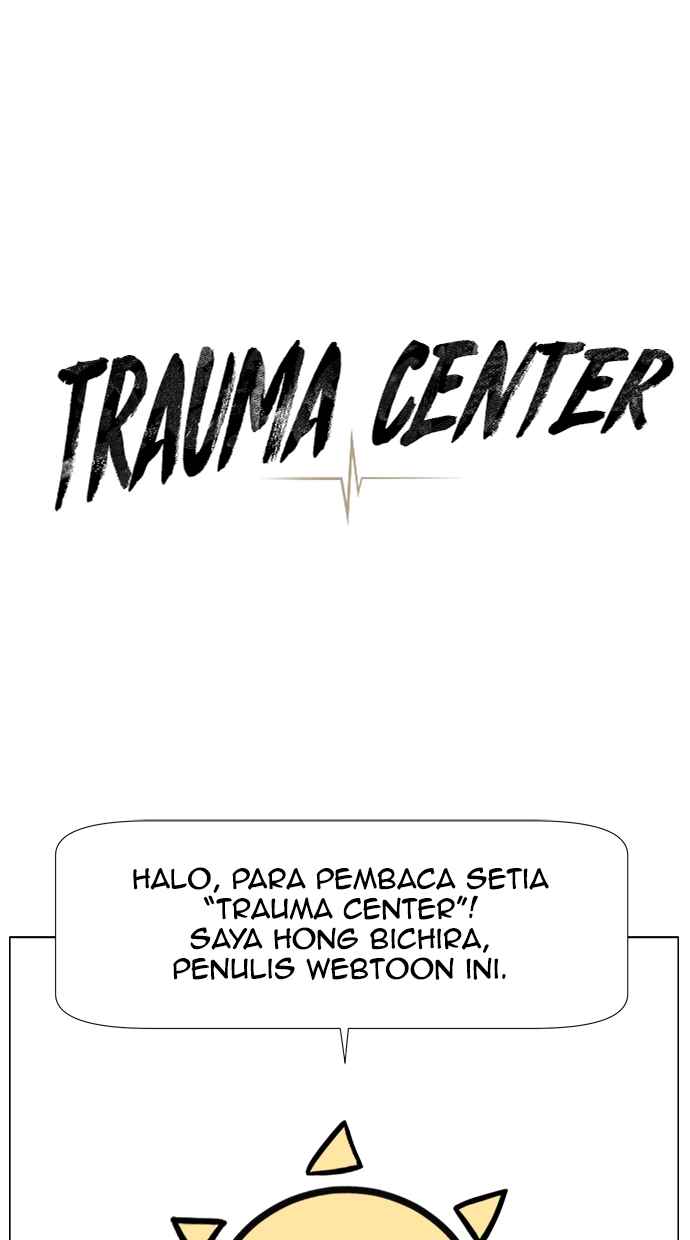 TRAUMA CENTER
HALO, PARA PEMBACA SETIA
“TRAUMA CENTER”!
SAYA HONG BICHIRA,
PENULIS WEBTOON INI.